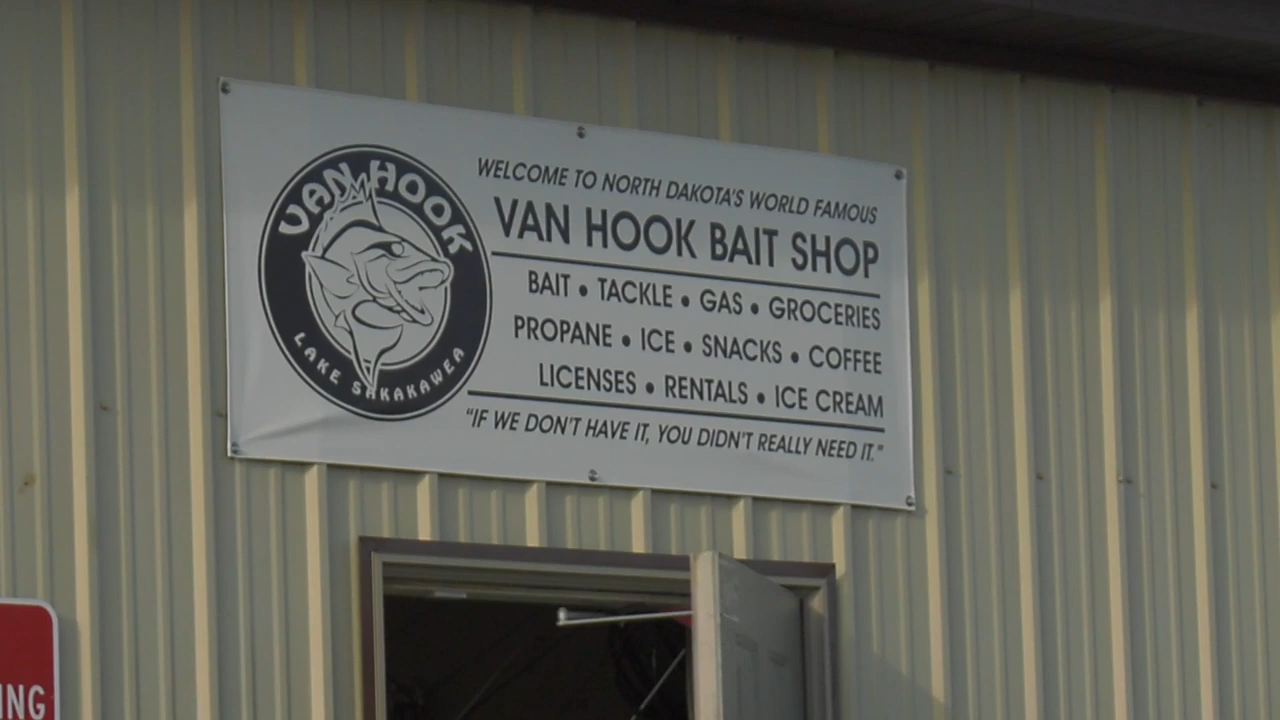 VAN HOOK
LAKE SAKAKAWEA
WELCOME TO NORTH DAKOTA'S WORLD FAMOUS
VAN HOOK BAIT SHOP
BAIT • TACKLE • GAS • GROCERIES
PROPANE • ICE • SNACKS • COFFEE
LICENSES • RENTALS • ICE CREAM
"IF WE DON'T HAVE IT, YOU DIDN'T REALLY NEED IT."